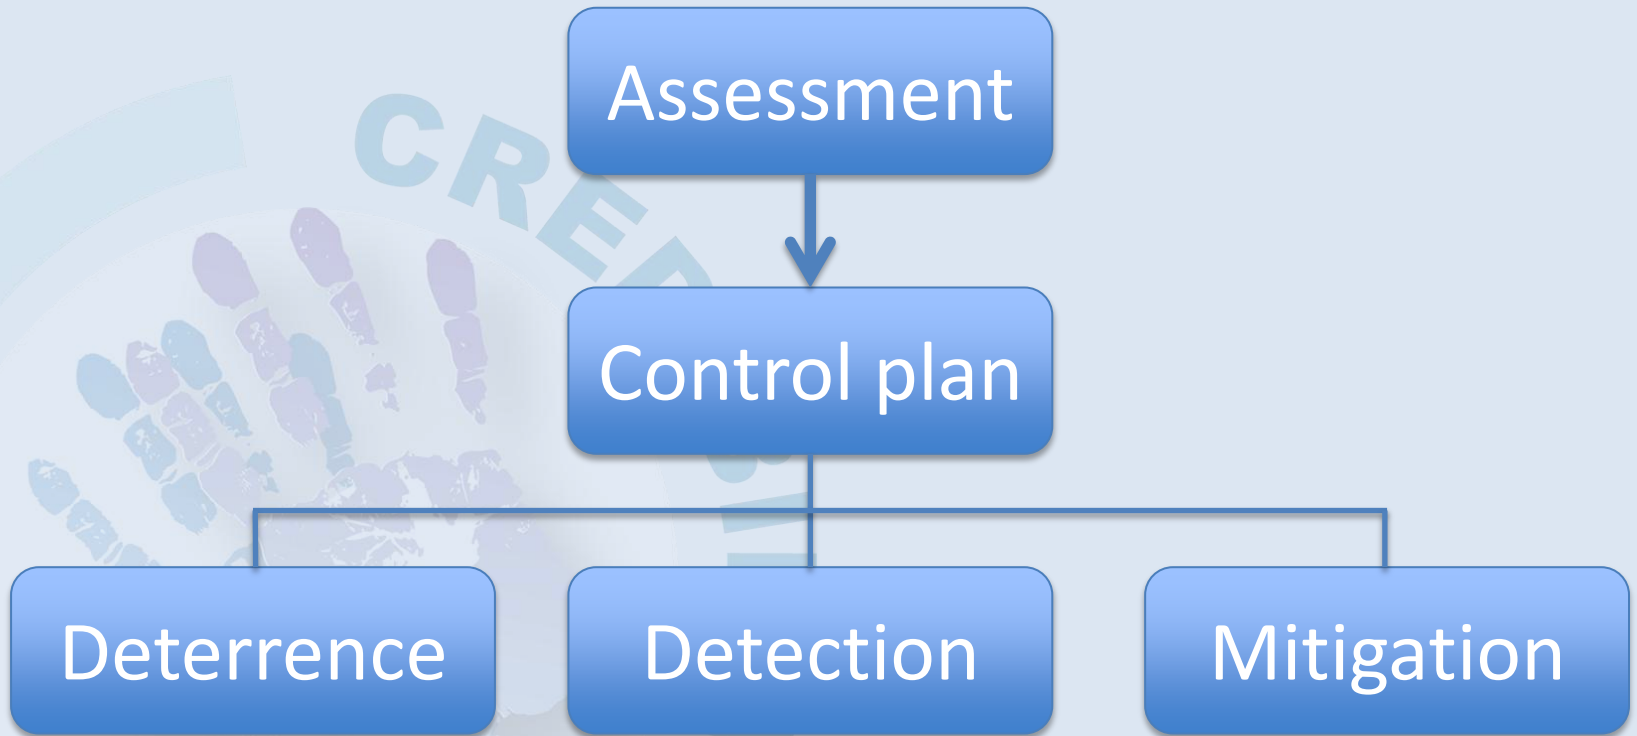 Assessment
Control plan
Deterrence
Detection
Mitigation